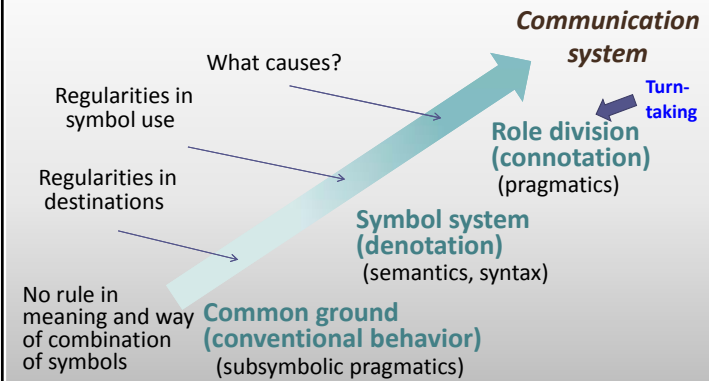 Communication
system
What causes?
Turn-
taking
Regularities in
symbol use
Role division
(connotation)
(pragmatics)
Regularities in
destinations
Symbol system
(denotation)
(semantics, syntax)
No rule in
meaning and way
of combination
of symbols
Common ground
(conventional behavior)
(subsymbolic pragmatics)